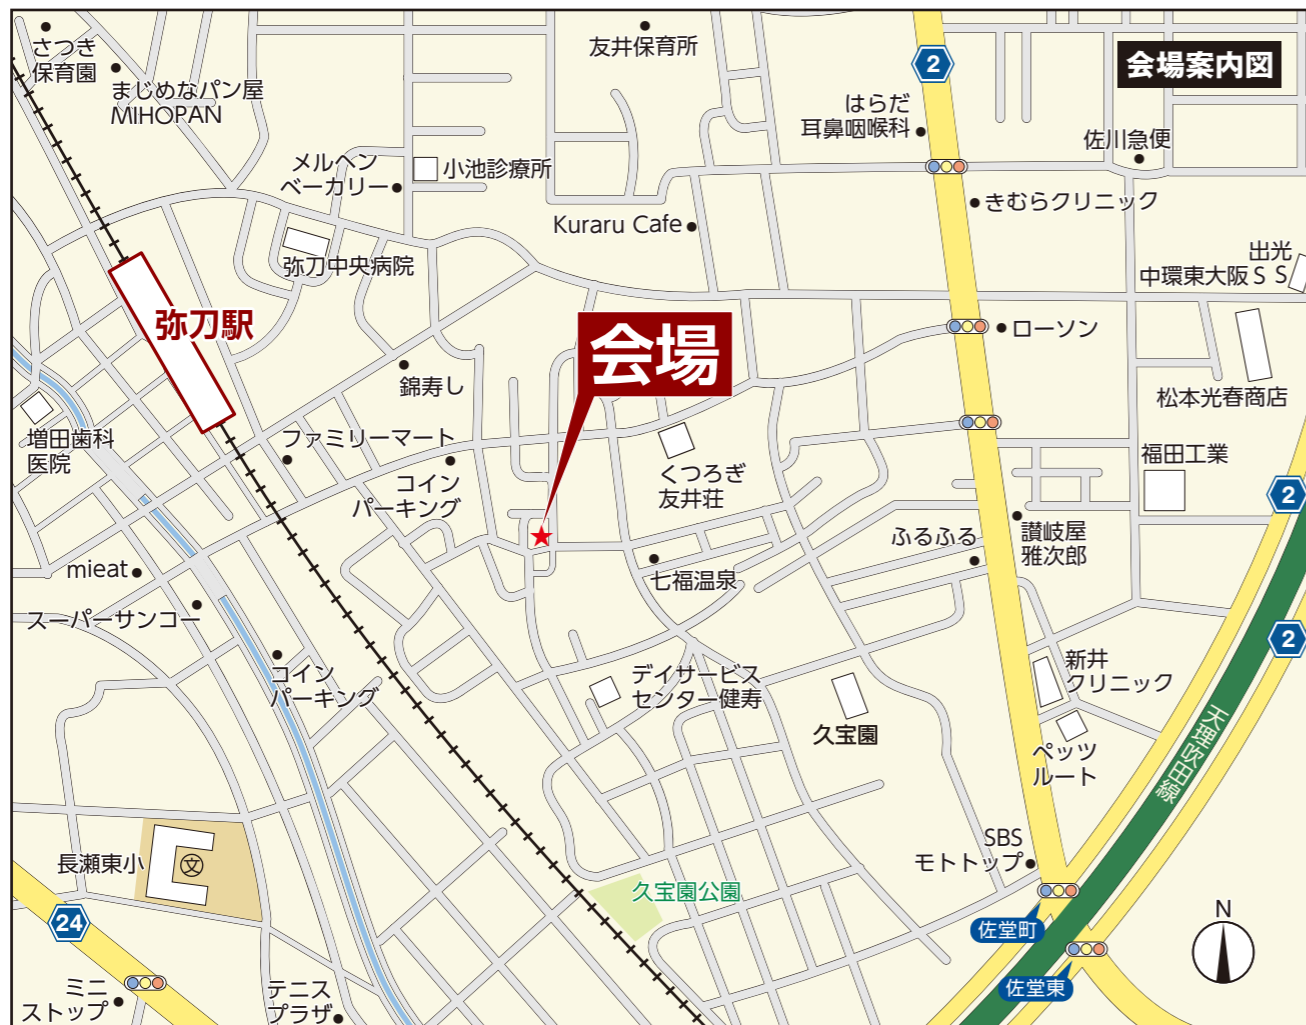 会場案内図
さつき
保育園
まじめなパン屋
MIHOPAN
友井保育所
2
はらだ
耳鼻咽喉科
佐川急便
メルヘン
ベーカリー
小池診療所
きむらクリニック
Kuraru Cafe
弥刀中央病院
出光
中環東大阪ＳＳ
弥刀駅
会場
ローソン
錦寿し
松本光春商店
増田歯科
医院
ファミリーマート
コイン
パーキング
くつろぎ
友井荘
福田工業
2
ふるふる
讃岐屋
雅次郎
mieat
七福温泉
スーパーサンコー
2
コイン
パーキング
デイサービス
センター健寿
新井
クリニック
久宝園
天理吹田線
ペッツ
ルート
SBS
モトトップ
長瀬東小
文
久宝園公園
24
佐堂町
N
佐堂東
ミニ
ストップ
テニス
プラザ